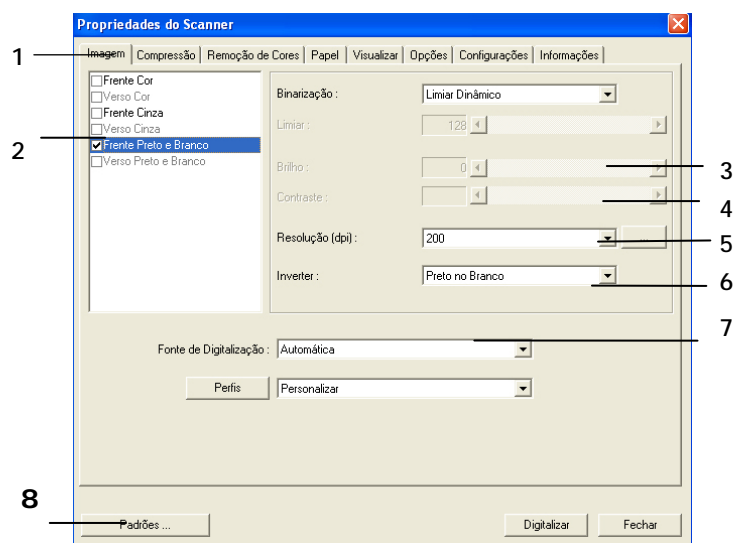 Propriedades do Scanner
1
Imagem Compressão Remoção de Cores Papel Visualizar Opções Configurações Informações
2
Frente Cor
Verso Cor
Frente Cinza
Verso Cinza
Frente Preto e Branco
Verso Preto e Branco
Binarização : Limiar Dinâmico
Limiar : 128
Brilho : 0
3
Contraste :
4
Resolução (dpi) : 200 ...
5
Inverter : Preto no Branco
6
7
Fonte de Digitalização : Automática
Perfis Personalizar
8
Padrões ... Digitalizar Fechar